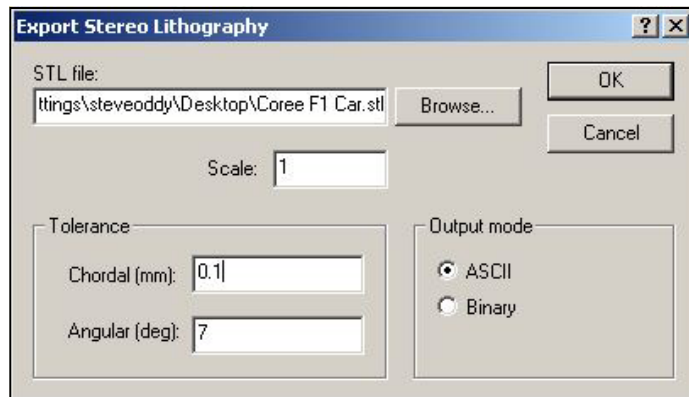 Export Stereo Lithography
STL file:
ttings\steveoddy\Desktop\Coree F1 Car.stl
Browse...
OK
Cancel
Scale: 1
Tolerance
Chordal (mm): 0.1
Angular (deg): 7
Output mode
ASCII
Binary